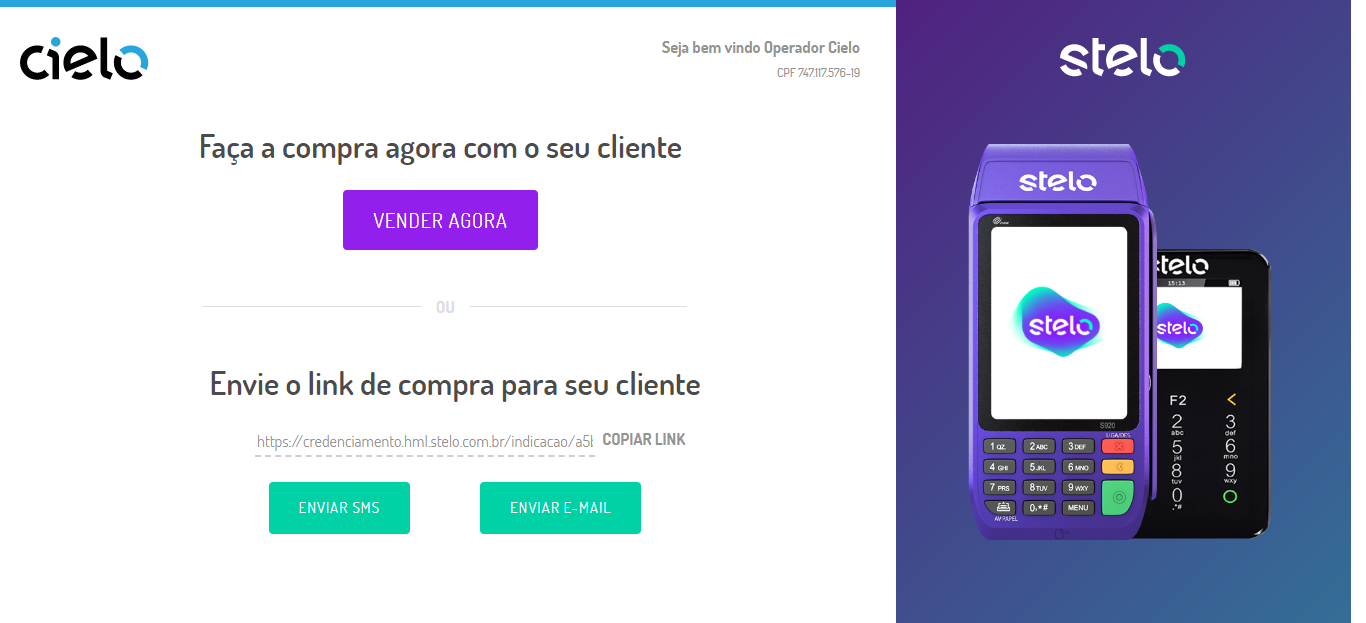 cielo
Seja bem vindo Operador Cielo
CPF 747.117.576-19
Faça a compra agora com o seu cliente
VENDER AGORA
OU
Envie o link de compra para seu cliente
https://credenciamento.hml.stelo.com.br/indicacao/a5
COPIAR LINK
ENVIAR SMS
ENVIAR E-MAIL
stelo
stelo
stelo
S920
LIGA/DES
1 QZ.
2 ABC
3 DEF
4 GHI
5 JKL
6 MNO
7 PRS
8 TUV
9 WXY
0,*#
MENU
AV PAPEL
stelo
15:13
stelo
F2
2 abc
3 def
5 jkl
6 mno
8 tuv
9 wxy
0 .*#